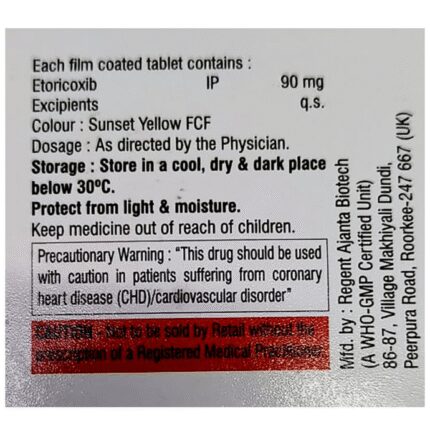 Each film coated tablet contains :
Etoricoxib IP 90 mg
Excipients q.s.
Colour : Sunset Yellow FCF
Dosage : As directed by the Physician.
Storage : Store in a cool, dry & dark place
below 30ºC.
Protect from light & moisture.
Keep medicine out of reach of children.
Precautionary Warning : "This drug should be used
with caution in patients suffering from coronary
heart disease (CHD)/cardiovascular disorder"
CAUTION - Not to be sold by Retail without the
prescription of a Registered Medical Practitioner.
Mfd. by : Regent Ajanta Biotech
(A WHO-GMP Certified Unit)
86-87, Village Makhiyali Dundi,
Peerpura Road, Roorkee-247 667 (UK)